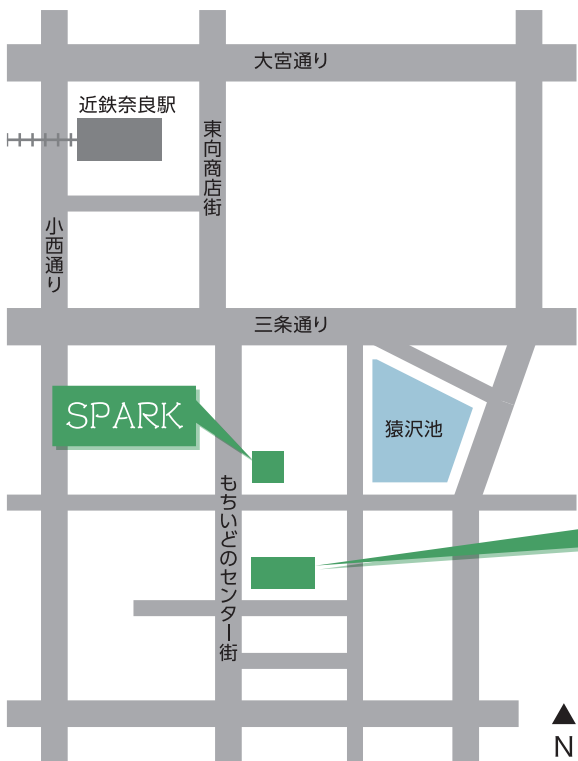 大宮通り
近鉄奈良駅
東向商店街
小西通り
三条通り
SPARK
猿沢池
もちいどのセンター街
N